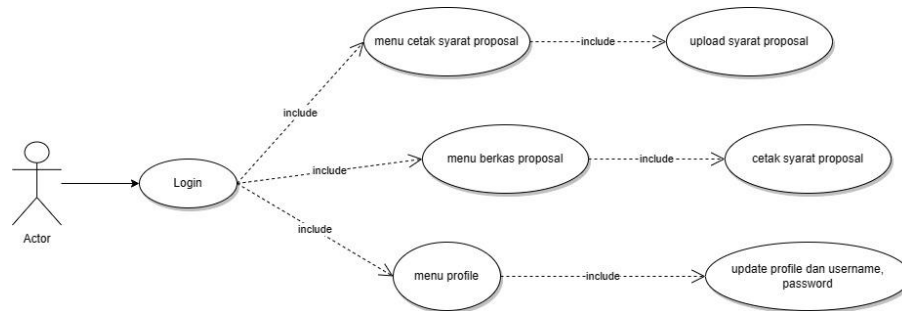 menu cetak syarat proposal
include
upload syarat proposal
include
menu berkas proposal
include
cetak syarat proposal
include
Login
Actor
include
menu profile
include
update profile dan username,
password